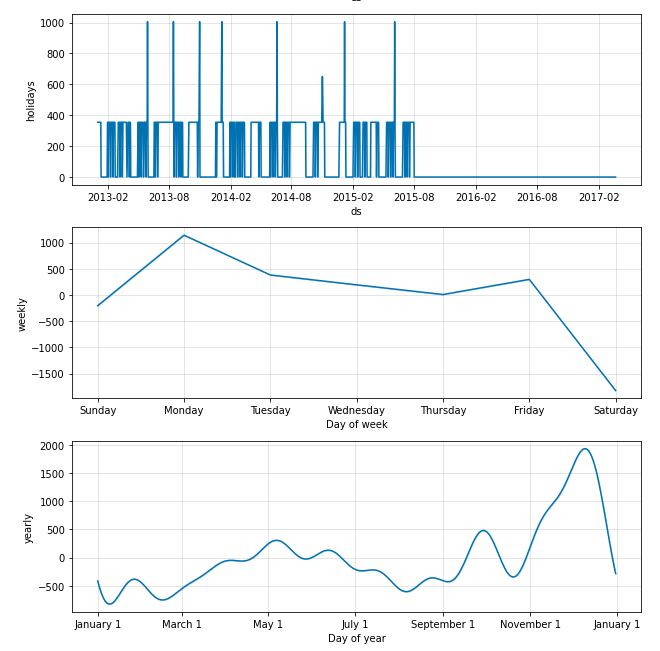 1000
800
600
400
200
0
holidays
2013-02 2013-08 2014-02 2014-08 2015-02 2015-08 2016-02 2016-08 2017-02
ds
1000
500
0
−500
−1000
−1500
weekly
Sunday Monday Tuesday Wednesday Thursday Friday Saturday
Day of week
2000
1500
1000
500
0
−500
yearly
January 1 March 1 May 1 July 1 September 1 November 1 January 1
Day of year